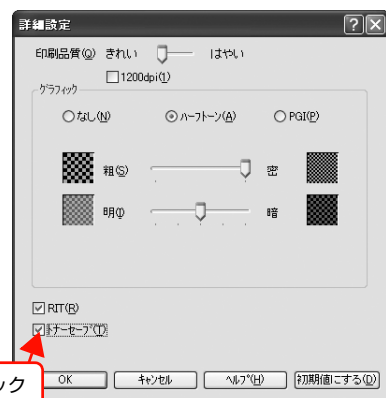 詳細設定
印刷品質(Q) きれい はやい
1200dpi(1)
グラフィック
なし(N) ハーフトーン(A) PGI(P)
粗(S) 密
明(I) 暗
RIT(R)
トナーセーブ(T)
ック
OK キャンセル ヘルプ(H) 初期値にする(D)